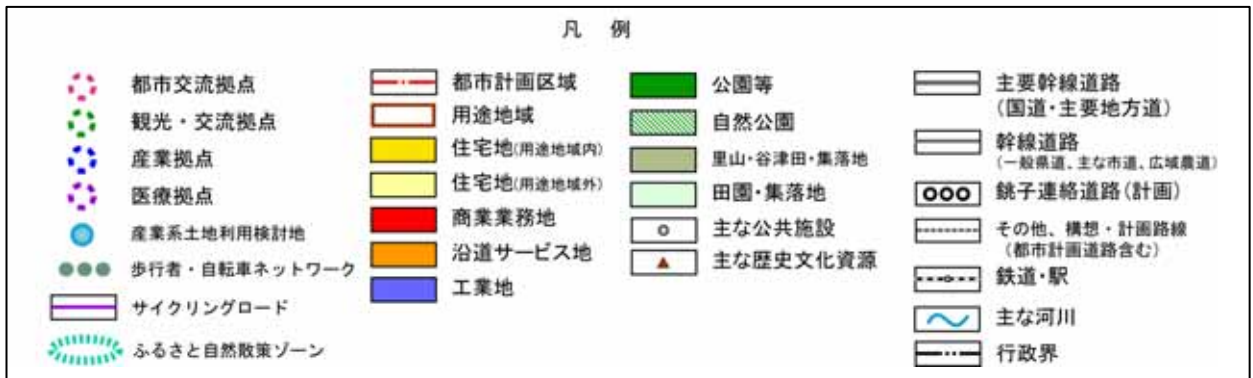 凡 例
都市交流拠点
観光・交流拠点
産業拠点
医療拠点
産業系土地利用検討地
歩行者・自転車ネットワーク
サイクリングロード
ふるさと自然散策ゾーン
都市計画区域
用途地域
住宅地(用途地域内)
住宅地(用途地域外)
商業業務地
沿道サービス地
工業地
公園等
自然公園
里山・谷津田・集落地
田園・集落地
主な公共施設
主な歴史文化資源
主要幹線道路
(国道・主要地方道)
幹線道路
(一般県道、主な市道、広域農道)
銚子連絡道路(計画)
その他、構想・計画路線
(都市計画道路含む)
鉄道・駅
主な河川
行政界